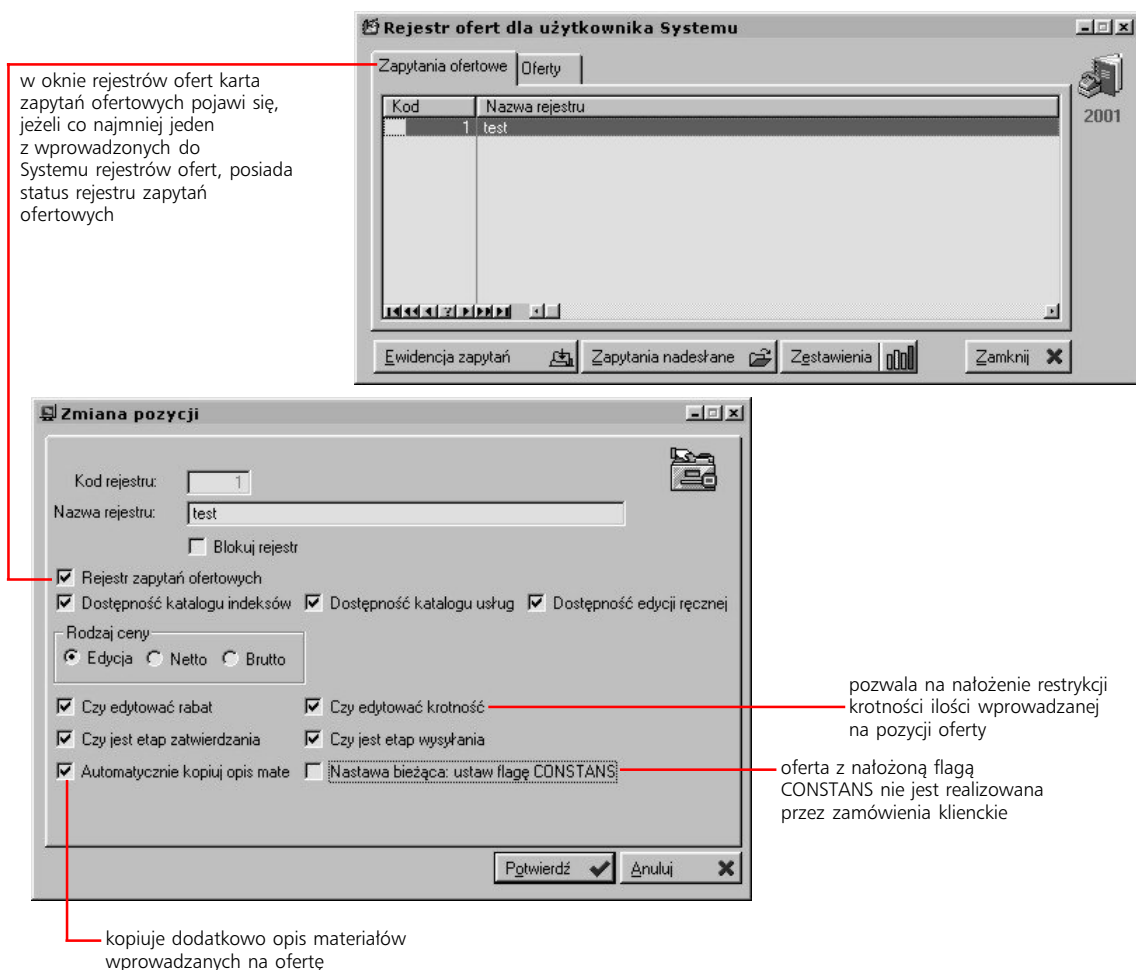 Rejestr ofert dla użytkownika Systemu
Zapytania ofertowe Oferty
w oknie rejestrów ofert karta
zapytań ofertowych pojawi się,
jeżeli co najmniej jeden
z wprowadzonych do
Systemu rejestrów ofert, posiada
status rejestru zapytań
ofertowych
Kod Nazwa rejestru
1 test
2001
Ewidencja zapytań Zapytania nadesłane Zestawienia Zamknij
Zmiana pozycji
Kod rejestru: 1
Nazwa rejestru: test
Blokuj rejestr
Rejestr zapytań ofertowych
Dostępność katalogu indeksów Dostępność katalogu usług Dostępność edycji ręcznej
Rodzaj ceny
Edycja Netto Brutto
Czy edytować rabat Czy edytować krotność
Czy jest etap zatwierdzania Czy jest etap wysyłania
Automatycznie kopiuj opis mate Nastawa bieżąca: ustaw flagę CONSTANS
pozwala na nałożenie restrykcji
krotności ilości wprowadzanej
na pozycji oferty
oferta z nałożoną flagą
CONSTANS nie jest realizowana
przez zamówienia klienckie
Potwierdź Anuluj
kopiuje dodatkowo opis materiałów
wprowadzanych na ofertę